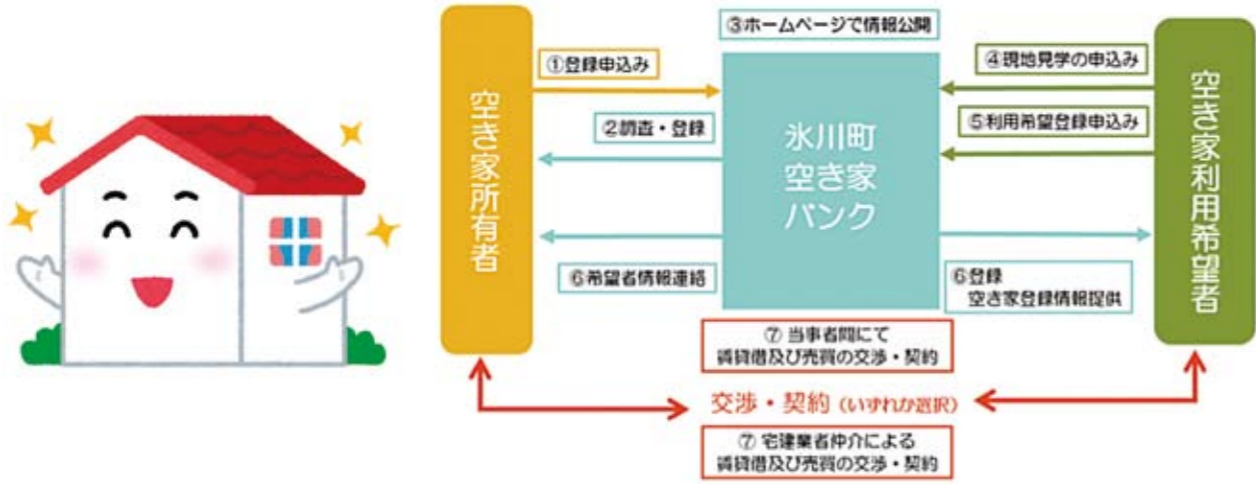 ③ホームページで情報公開
①登録申込み
④現地見学の申込み
②調査・登録
⑤利用希望登録申込み
空き家所有者
氷川町
空き家
バンク
空き家利用希望者
⑥希望者情報連絡
⑥登録
空き家登録情報提供
⑦ 当事者間にて
賃貸借及び売買の交渉・契約
交渉・契約（いずれか選択）
⑦ 宅建業者仲介による
賃貸借及び売買の交渉・契約